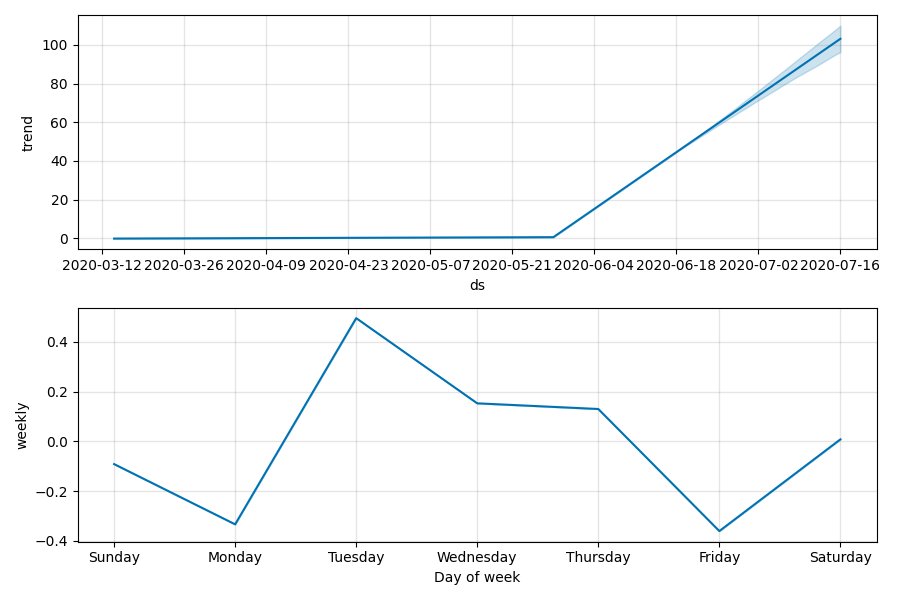 100
80
60
40
20
0
trend
2020-03-12 2020-03-26 2020-04-09 2020-04-23 2020-05-07 2020-05-21 2020-06-04 2020-06-18 2020-07-02 2020-07-16
ds
0.4
0.2
0.0
−0.2
−0.4
weekly
Sunday Monday Tuesday Wednesday Thursday Friday Saturday
Day of week